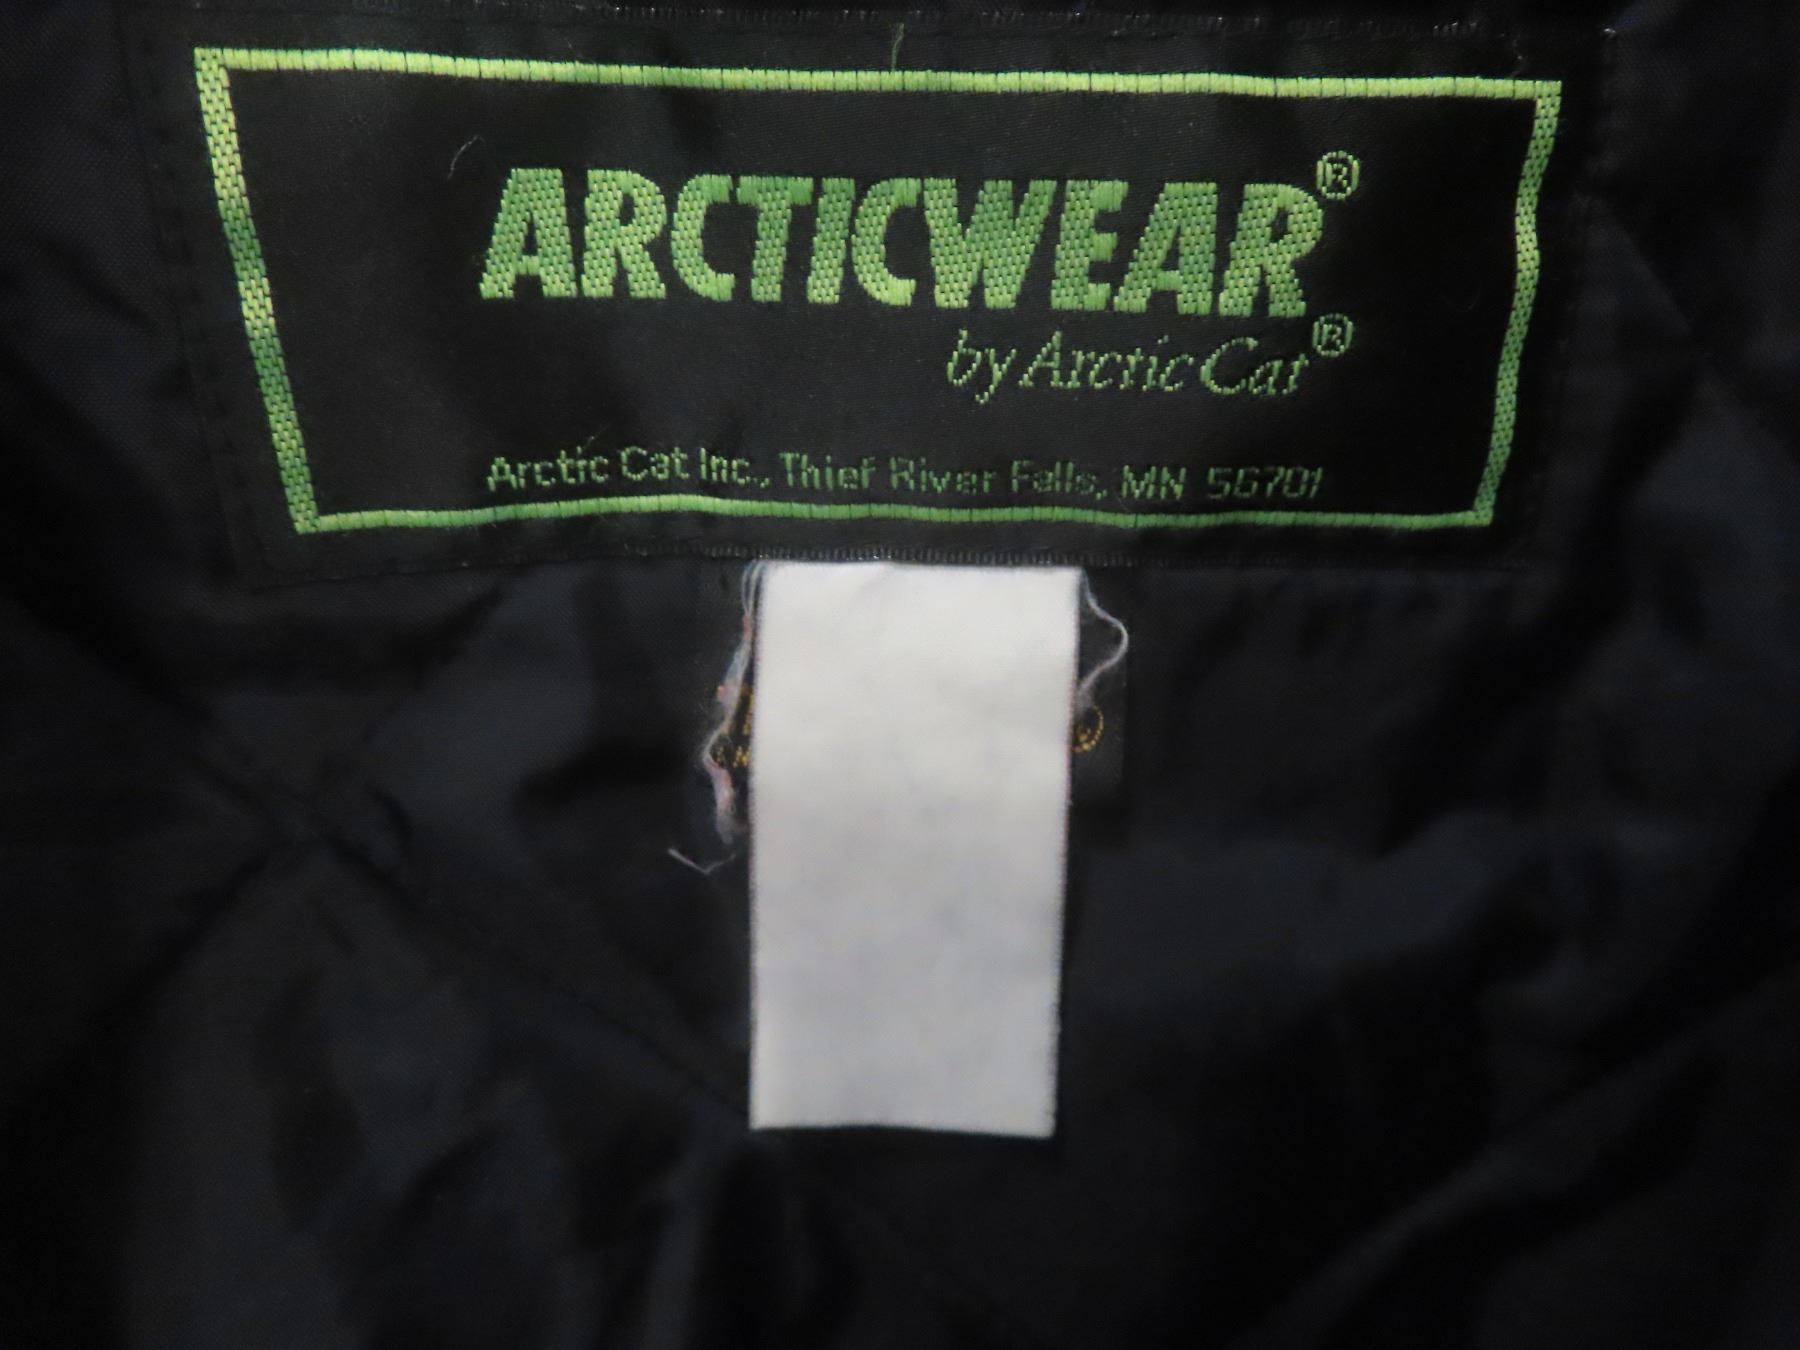 ARCTICWEAR®
by Arctic Cat®
Arctic Cat Inc., Thief River Falls, MN 56701
®